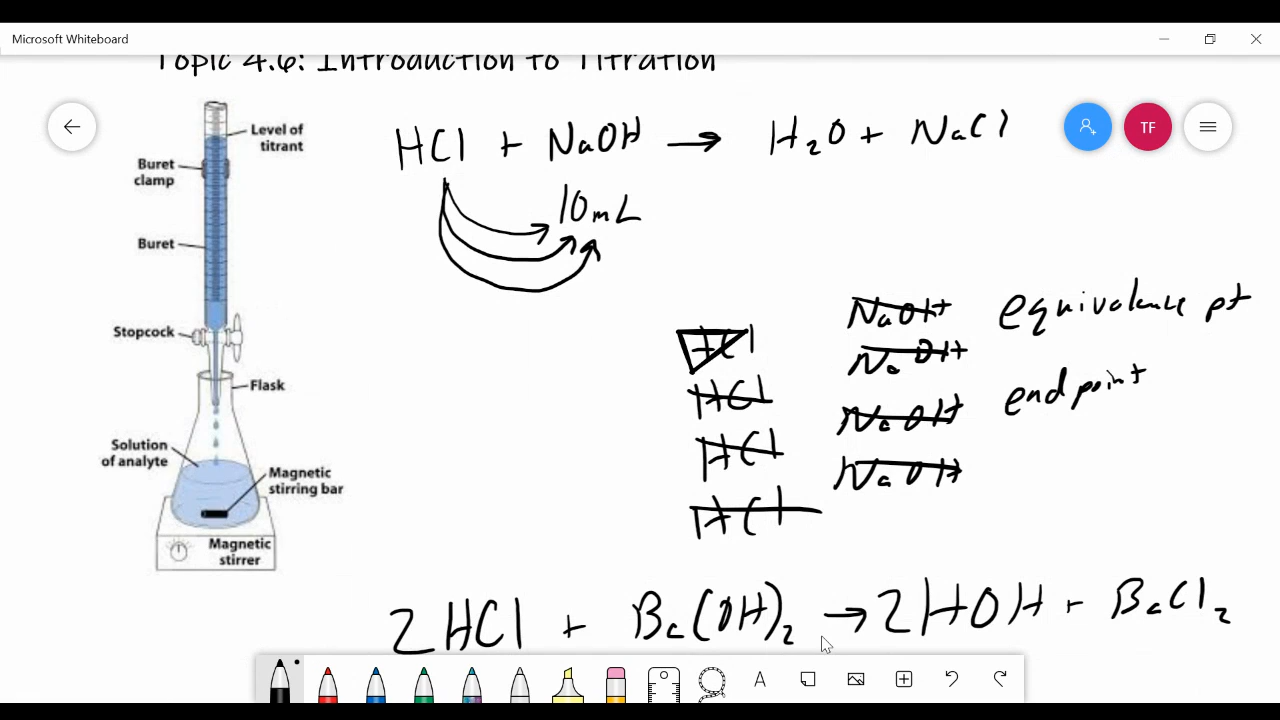 Microsoft Whiteboard
Topic 4.6: Introduction to Titration
Level of
titrant
Buret
clamp
Buret
Stopcock
Flask
Solution
of analyte
Magnetic
stirring bar
Magnetic
stirrer
HCl + NaOH → H₂O + NaCl
10mL
HCl
HCl
HCl
HCl
NaOH
NaOH
NaOH
NaOH
equivalence pt
endpoint
2HCl + Ba(OH)₂ → 2HOH + BaCl₂
TF
A